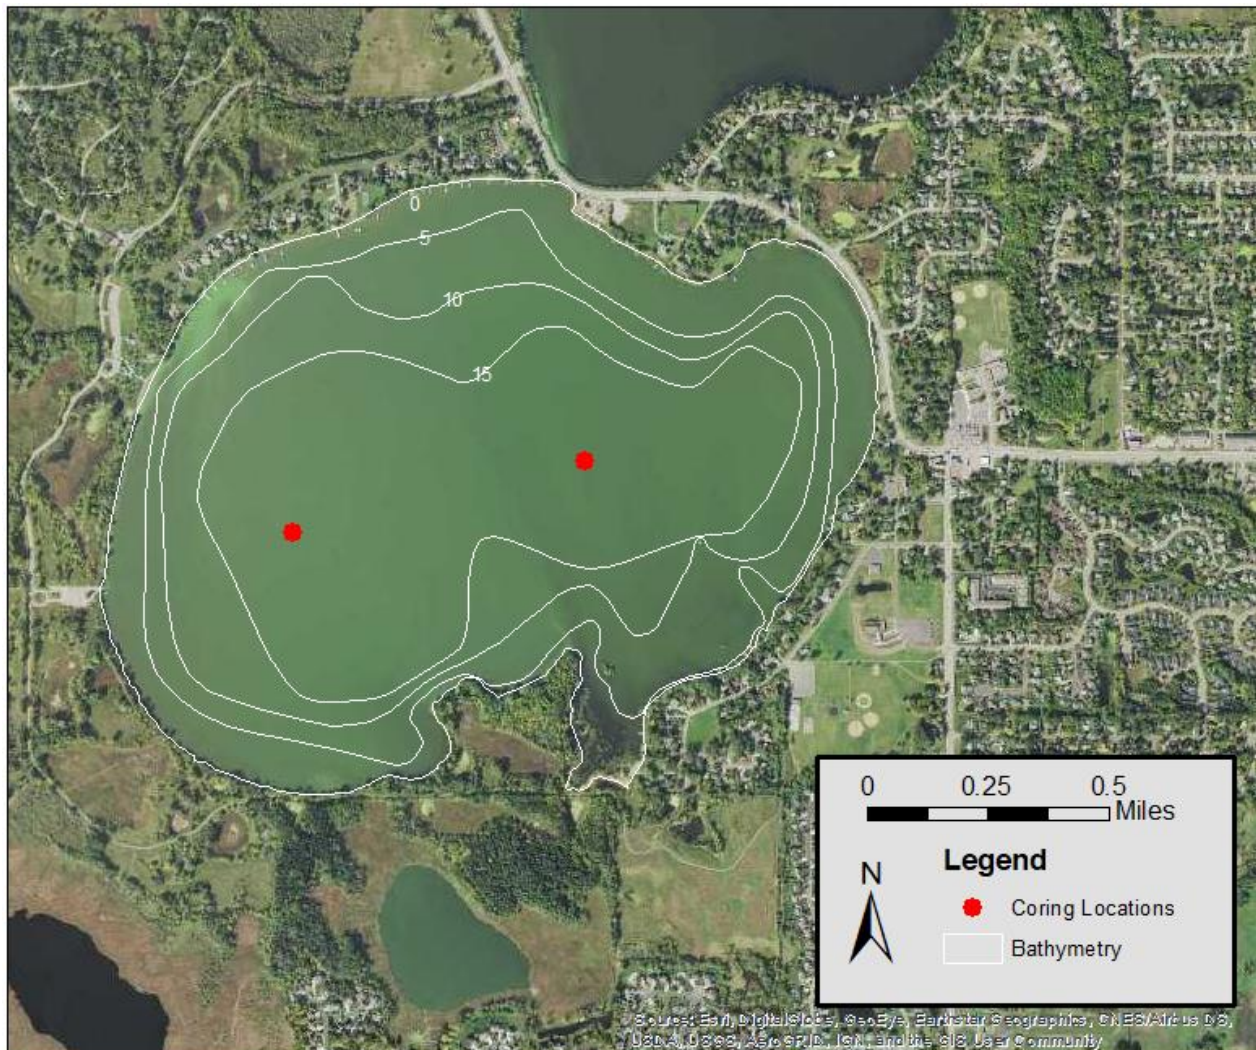 0
5
10
15
0 0.25 0.5
Miles
N
Legend
Coring Locations
Bathymetry
Source: Esri, DigitalGlobe, GeoEye, Earthstar Geographics, CNES/Airbus DS,
USDA, USGS, AeroGRID, IGN, and the GIS User Community